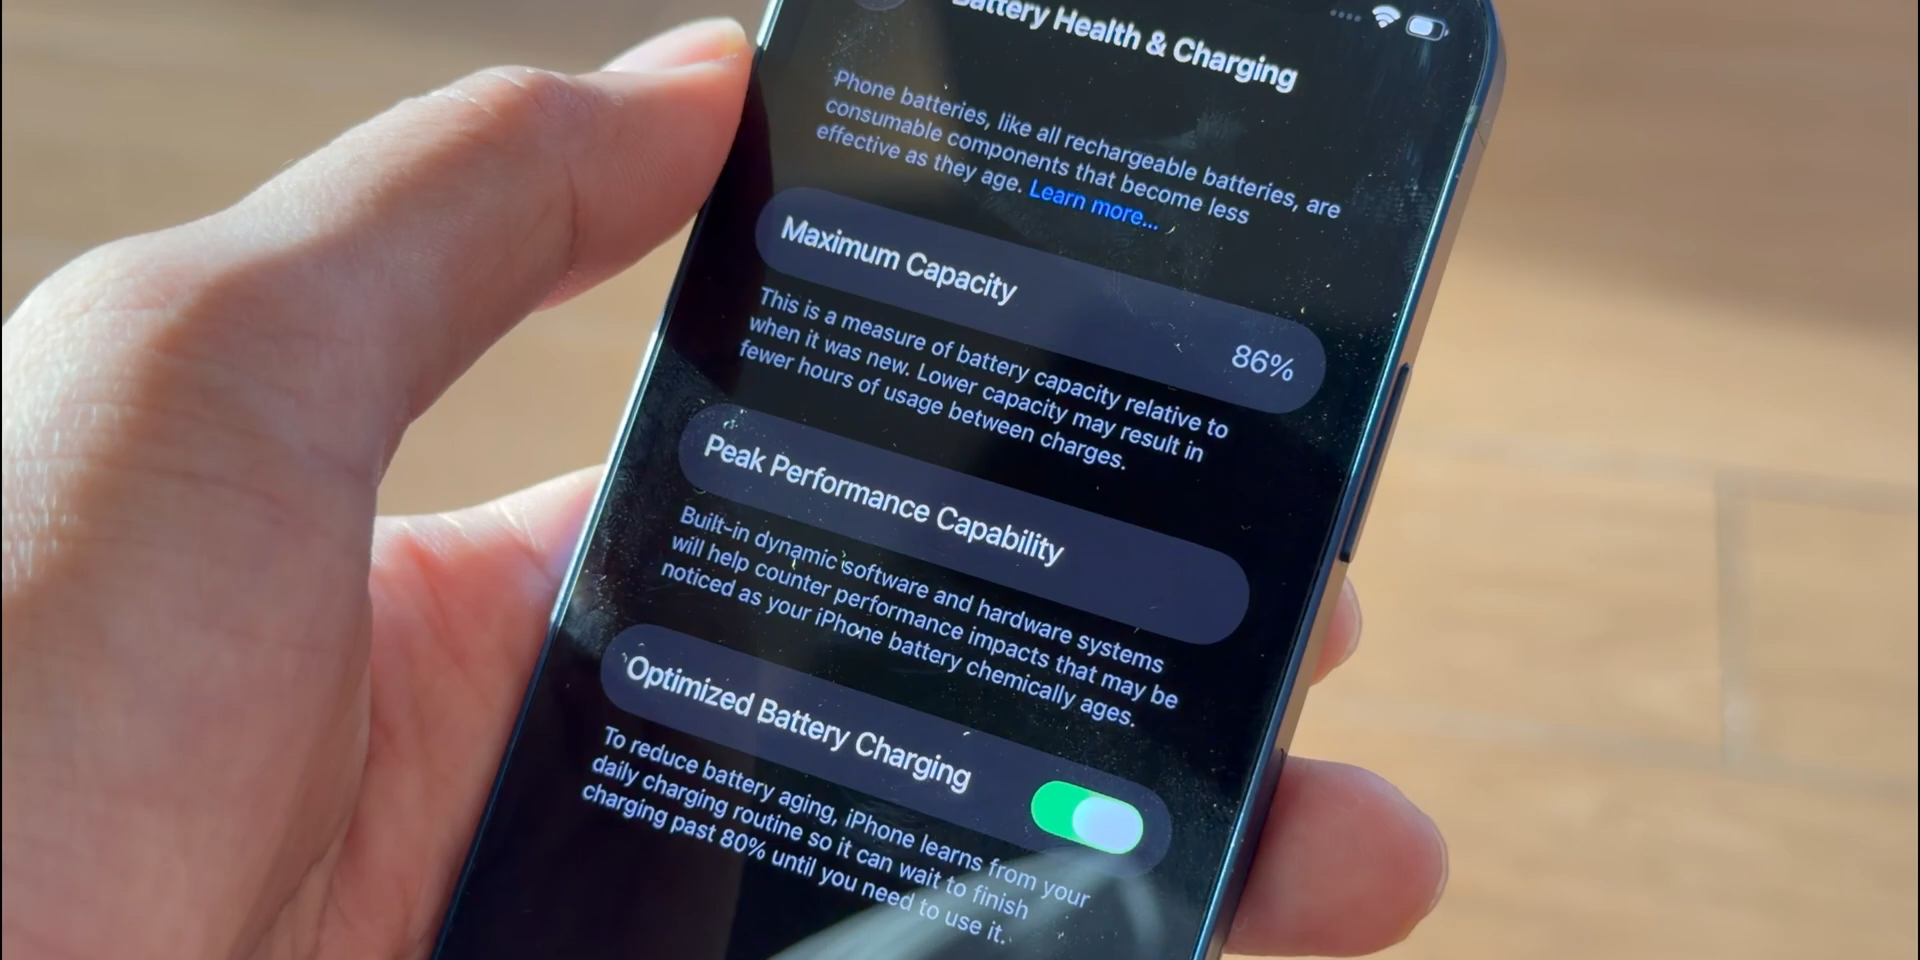 Battery Health & Charging
Phone batteries, like all rechargeable batteries, are
consumable components that become less
effective as they age. Learn more...
Maximum Capacity
86%
This is a measure of battery capacity relative to
when it was new. Lower capacity may result in
fewer hours of usage between charges.
Peak Performance Capability
Built-in dynamic software and hardware systems
will help counter performance impacts that may be
noticed as your iPhone battery chemically ages.
Optimized Battery Charging
To reduce battery aging, iPhone learns from your
daily charging routine so it can wait to finish
charging past 80% until you need to use it.